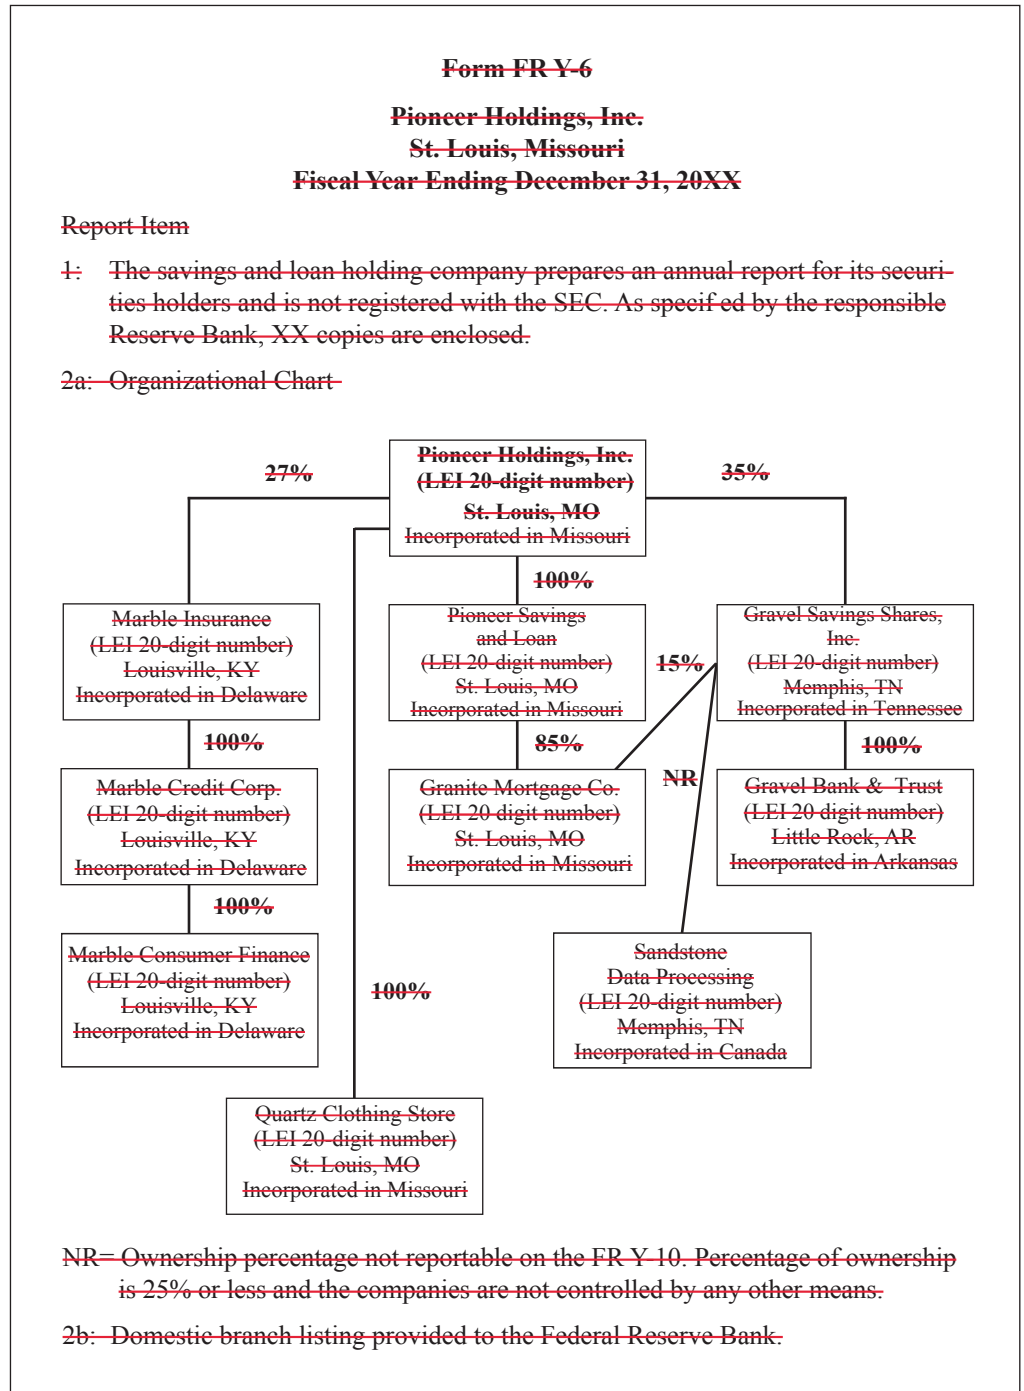 Form FR Y-6
Pioneer Holdings, Inc.
St. Louis, Missouri
Fiscal Year Ending December 31, 20XX
Report Item
1: The savings and loan holding company prepares an annual report for its securi-
ties holders and is not registered with the SEC. As specif ed by the responsible
Reserve Bank, XX copies are enclosed.
2a: Organizational Chart
Pioneer Holdings, Inc.
(LEI 20-digit number)
St. Louis, MO
Incorporated in Missouri
27%
35%
100%
Marble Insurance
(LEI 20-digit number)
Louisville, KY
Incorporated in Delaware
Pioneer Savings
and Loan
(LEI 20-digit number)
St. Louis, MO
Incorporated in Missouri
15%
Gravel Savings Shares,
Inc.
(LEI 20-digit number)
Memphis, TN
Incorporated in Tennessee
100%
85%
100%
NR
Marble Credit Corp.
(LEI 20-digit number)
Louisville, KY
Incorporated in Delaware
Granite Mortgage Co.
(LEI 20 digit number)
St. Louis, MO
Incorporated in Missouri
Gravel Bank & Trust
(LEI 20 digit number)
Little Rock, AR
Incorporated in Arkansas
100%
Marble Consumer Finance
(LEI 20-digit number)
Louisville, KY
Incorporated in Delaware
100%
Sandstone
Data Processing
(LEI 20-digit number)
Memphis, TN
Incorporated in Canada
Quartz Clothing Store
(LEI 20-digit number)
St. Louis, MO
Incorporated in Missouri
NR= Ownership percentage not reportable on the FR Y-10. Percentage of ownership
is 25% or less and the companies are not controlled by any other means.
2b: Domestic branch listing provided to the Federal Reserve Bank.